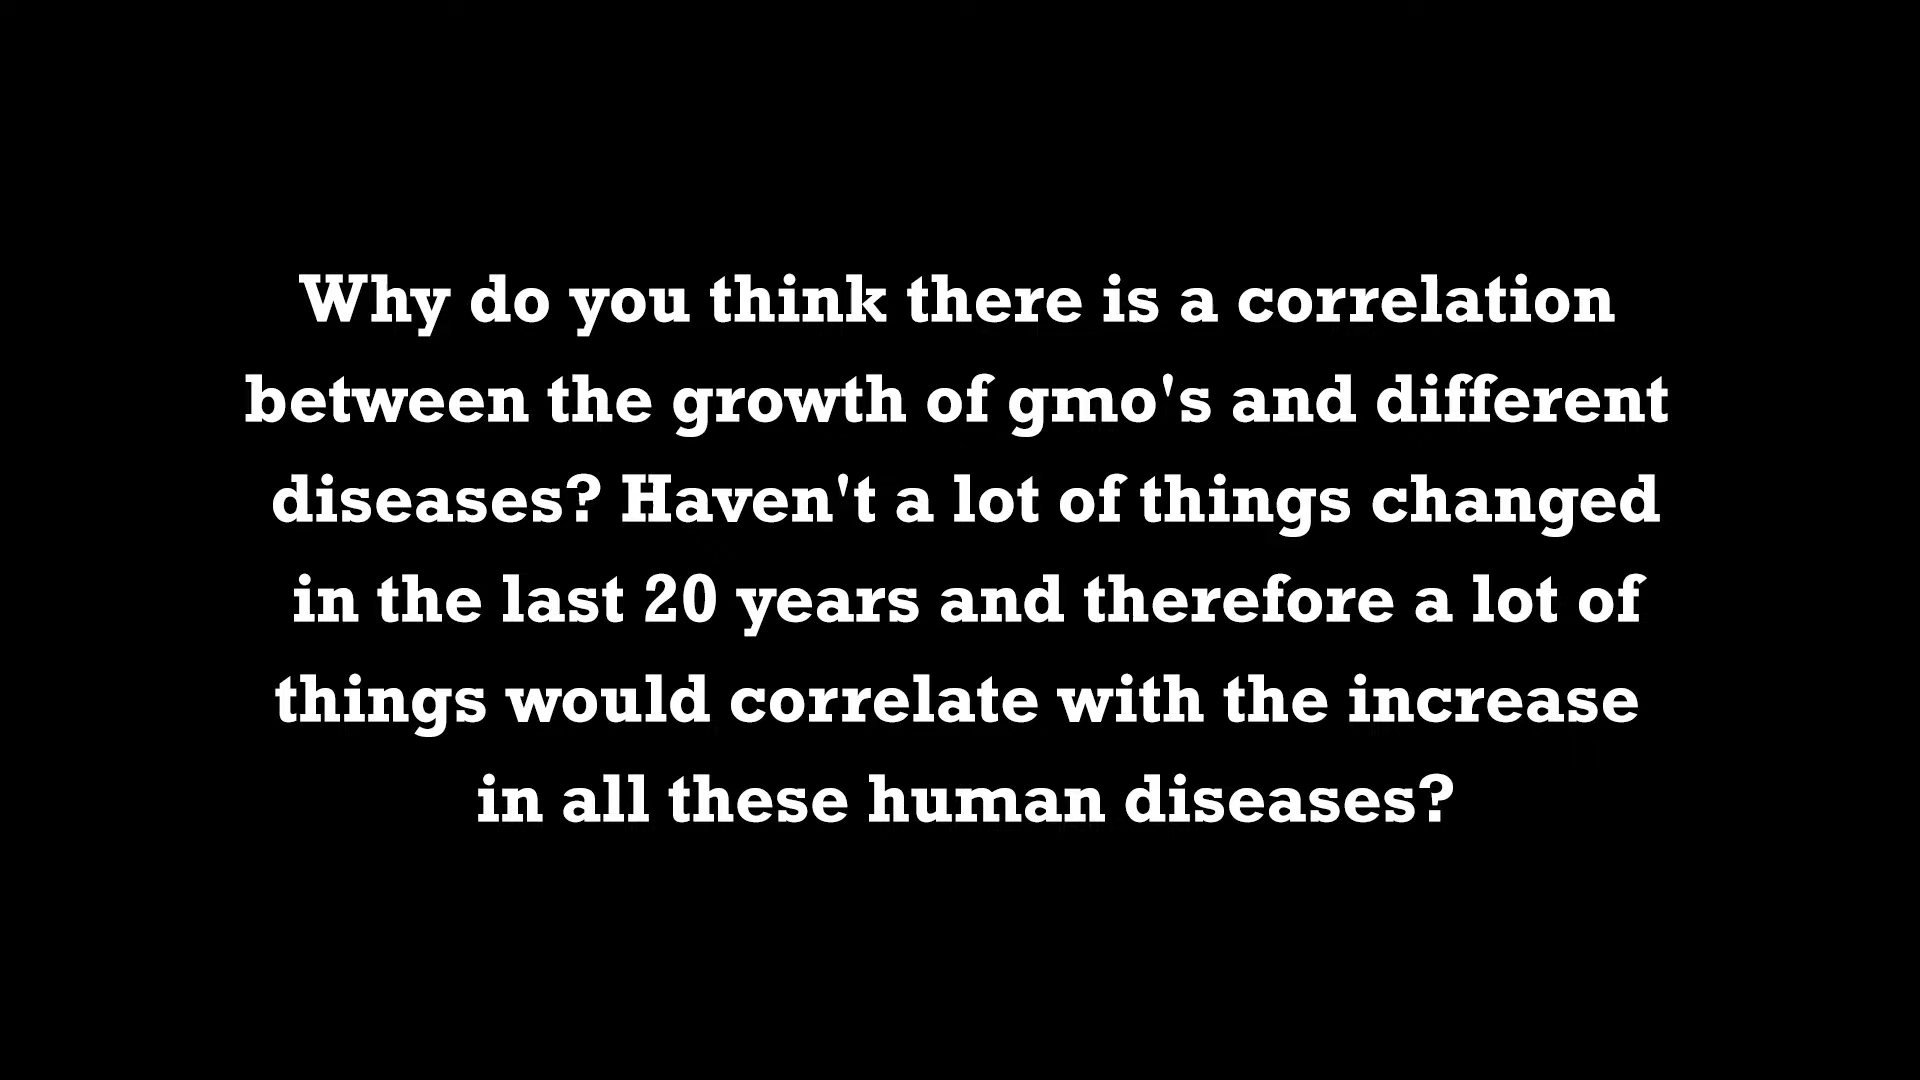 Why do you think there is a correlation
between the growth of gmo's and different
diseases? Haven't a lot of things changed
in the last 20 years and therefore a lot of
things would correlate with the increase
in all these human diseases?